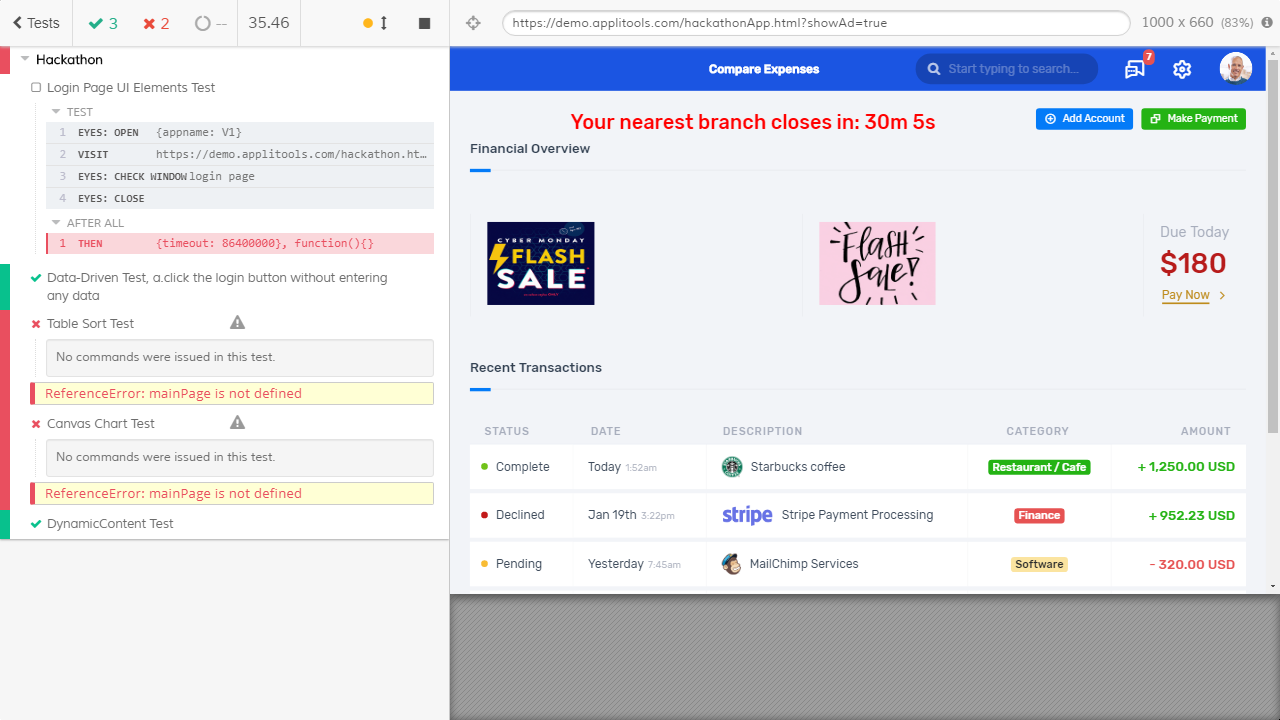 Tests 3 2 -- 35.46
https://demo.applitools.com/hackathonApp.html?showAd=true 1000 x 660 (83%)
Hackathon
Login Page UI Elements Test
TEST
1 EYES: OPEN {appname: V1}
2 VISIT https://demo.applitools.com/hackathon.ht...
3 EYES: CHECK WINDOW login page
4 EYES: CLOSE
AFTER ALL
1 THEN {timeout: 86400000}, function(){}
Data-Driven Test, a.click the login button without entering
any data
Table Sort Test
No commands were issued in this test.
ReferenceError: mainPage is not defined
Canvas Chart Test
No commands were issued in this test.
ReferenceError: mainPage is not defined
DynamicContent Test
Compare Expenses
Start typing to search...
7
Your nearest branch closes in: 30m 5s
Add Account
Make Payment
Financial Overview
CYBER MONDAY
FLASH
SALE
FLASH
SALE!
Due Today
$180
Pay Now
Recent Transactions
STATUS DATE DESCRIPTION CATEGORY AMOUNT
Complete Today 1:52am Starbucks coffee Restaurant / Cafe + 1,250.00 USD
Declined Jan 19th 3:22pm stripe Stripe Payment Processing Finance + 952.23 USD
Pending Yesterday 7:45am MailChimp Services Software - 320.00 USD